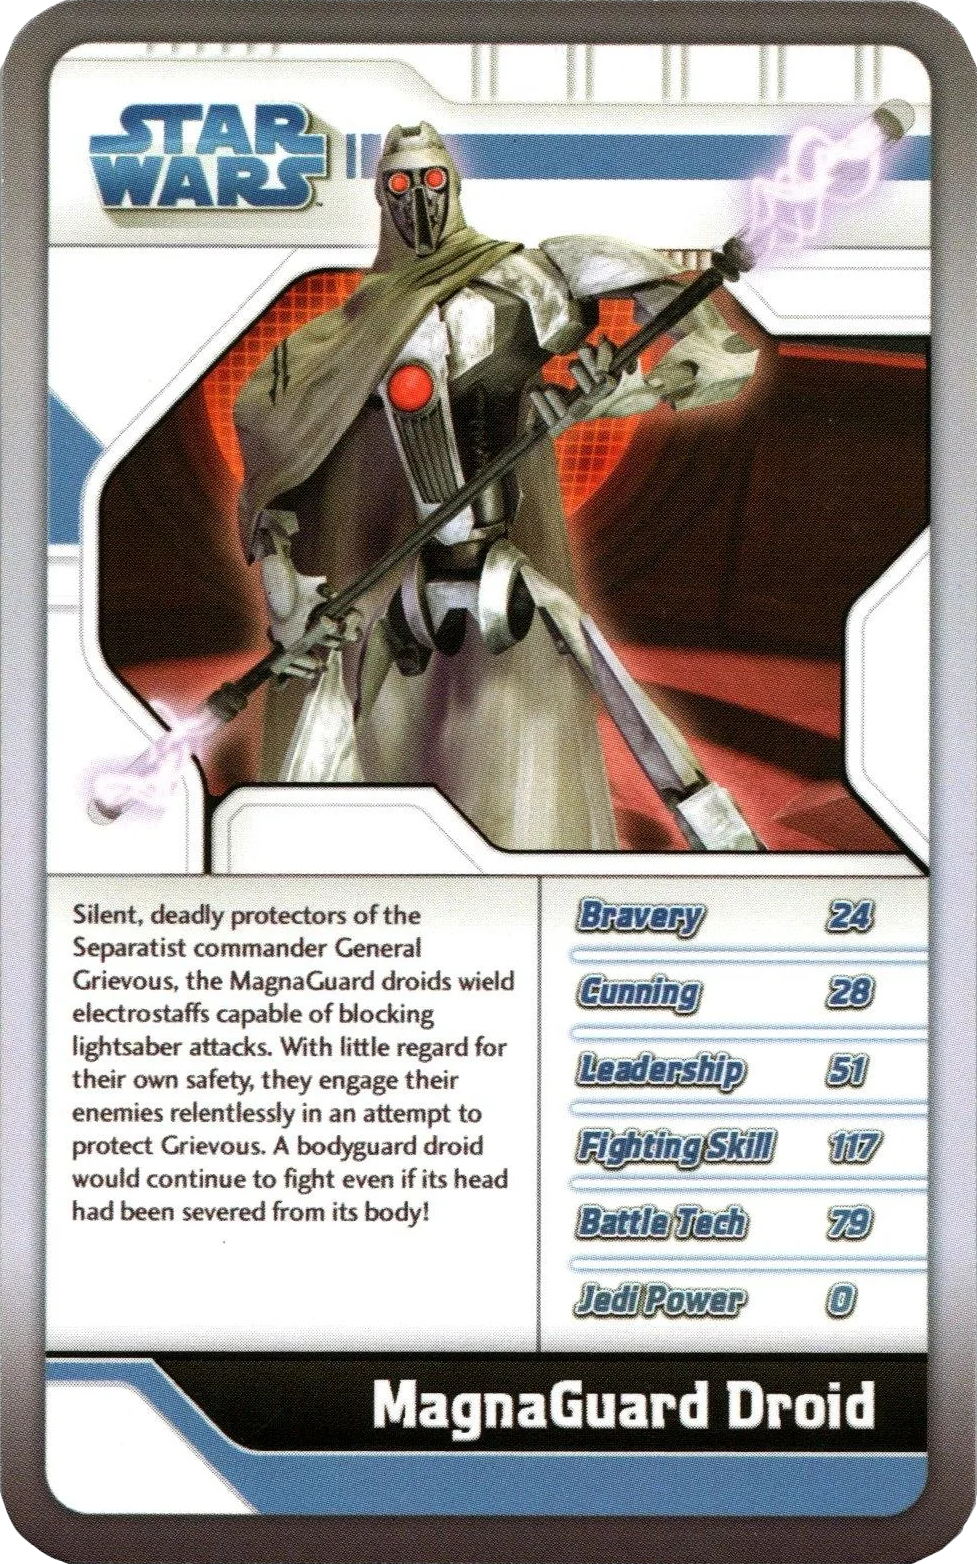 STAR
WARS
Silent, deadly protectors of the
Separatist commander General
Grievous, the MagnaGuard droids wield
electrostaffs capable of blocking
lightsaber attacks. With little regard for
their own safety, they engage their
enemies relentlessly in an attempt to
protect Grievous. A bodyguard droid
would continue to fight even if its head
had been severed from its body!
Bravery 24
Cunning 28
Leadership 51
Fighting Skill 117
Battle Tech 79
Jedi Power 0
MagnaGuard Droid